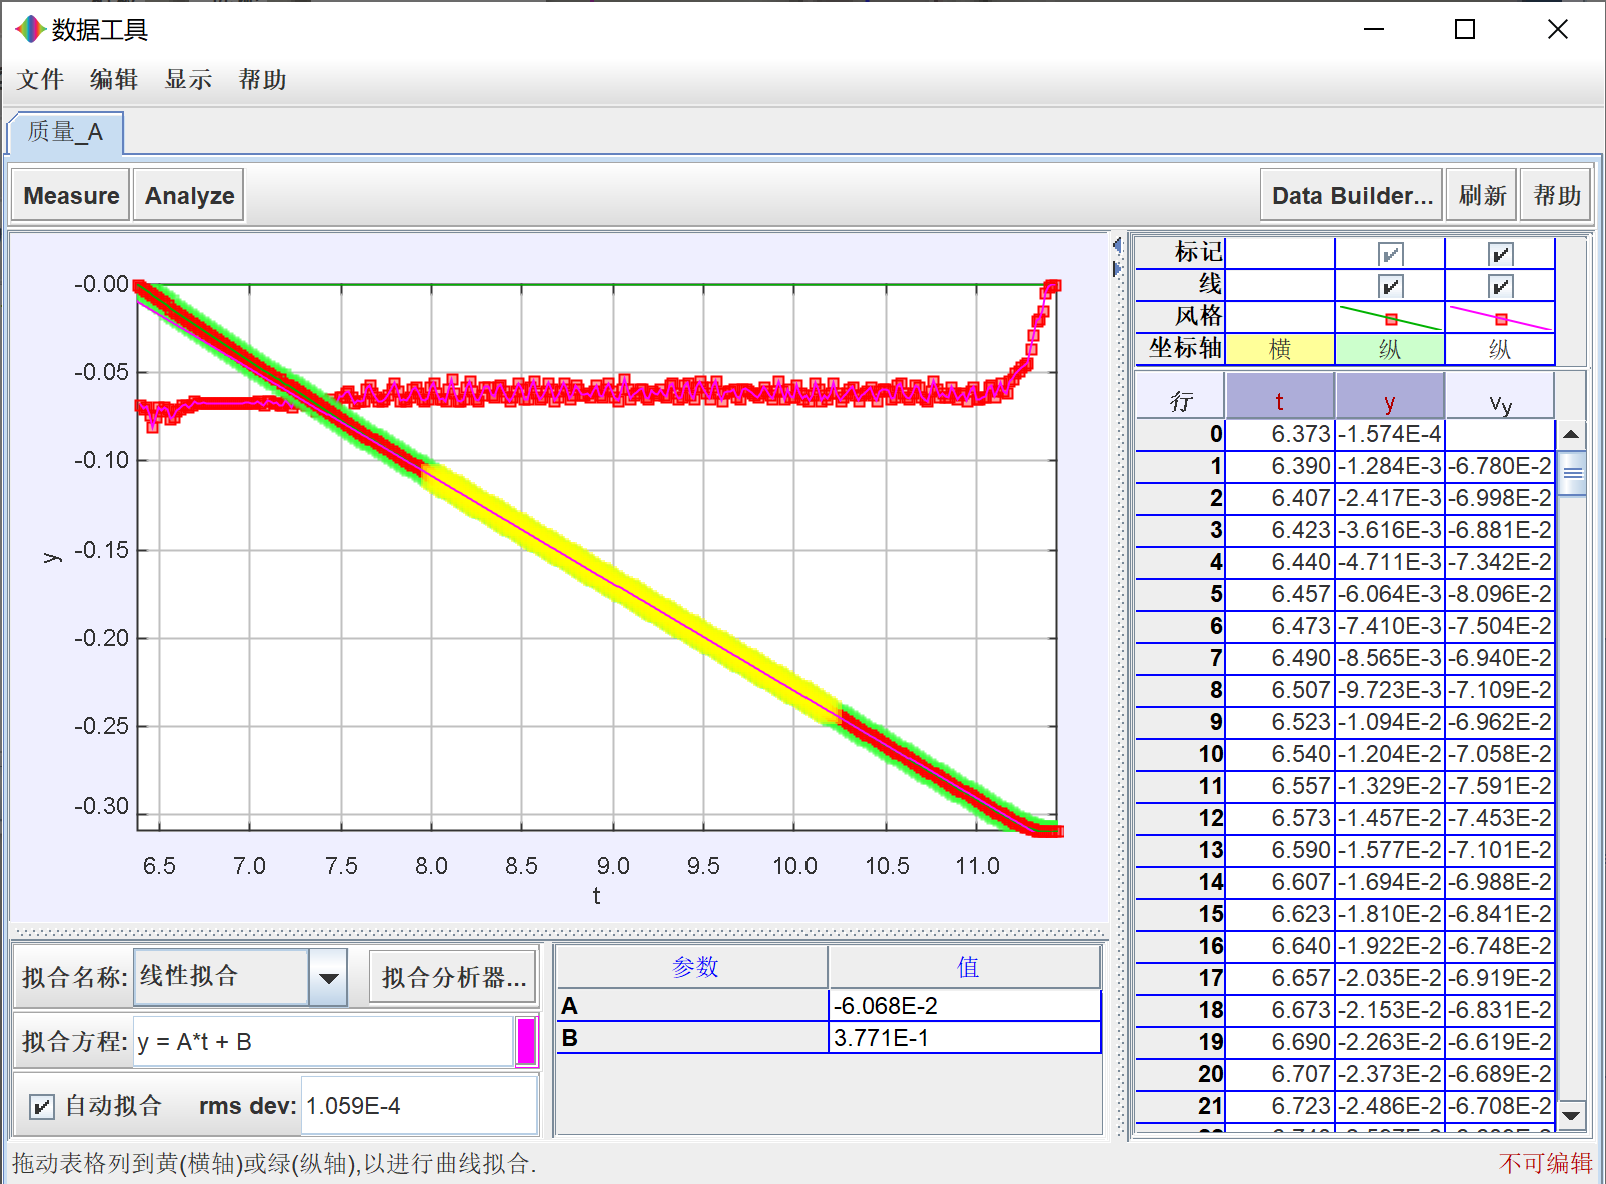 数据工具
文件 编辑 显示 帮助
质量_A
Measure Analyze Data Builder... 刷新 帮助
标记
线
风格
坐标轴 横 纵 纵
行 t y vy
0 6.373 -1.574E-4
1 6.390 -1.284E-3 -6.780E-2
2 6.407 -2.417E-3 -6.998E-2
3 6.423 -3.616E-3 -6.881E-2
4 6.440 -4.711E-3 -7.342E-2
5 6.457 -6.064E-3 -8.096E-2
6 6.473 -7.410E-3 -7.504E-2
7 6.490 -8.565E-3 -6.940E-2
8 6.507 -9.723E-3 -7.109E-2
9 6.523 -1.094E-2 -6.962E-2
10 6.540 -1.204E-2 -7.058E-2
11 6.557 -1.329E-2 -7.591E-2
12 6.573 -1.457E-2 -7.453E-2
13 6.590 -1.577E-2 -7.101E-2
14 6.607 -1.694E-2 -6.988E-2
15 6.623 -1.810E-2 -6.841E-2
16 6.640 -1.922E-2 -6.748E-2
17 6.657 -2.035E-2 -6.919E-2
18 6.673 -2.153E-2 -6.831E-2
19 6.690 -2.263E-2 -6.619E-2
20 6.707 -2.373E-2 -6.689E-2
21 6.723 -2.486E-2 -6.708E-2
-0.00
-0.05
-0.10
-0.15
-0.20
-0.25
-0.30
y
6.5 7.0 7.5 8.0 8.5 9.0 9.5 10.0 10.5 11.0
t
拟合名称: 线性拟合 拟合分析器...
拟合方程: y = A*t + B
自动拟合 rms dev: 1.059E-4
参数 值
A -6.068E-2
B 3.771E-1
拖动表格列到黄(横轴)或绿(纵轴),以进行曲线拟合. 不可编辑